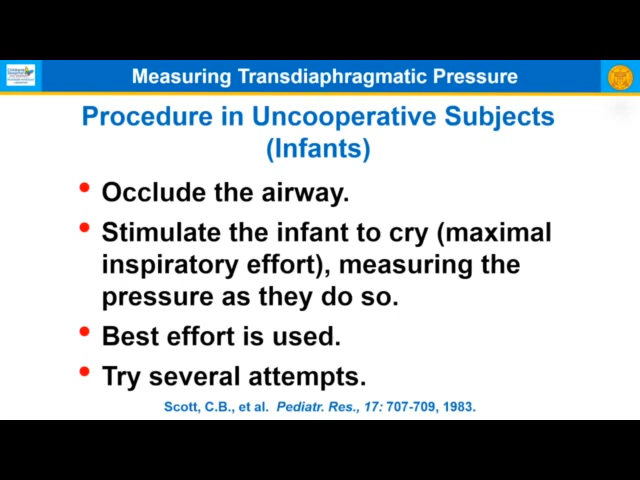 Measuring Transdiaphragmatic Pressure
Procedure in Uncooperative Subjects
(Infants)
• Occlude the airway.
• Stimulate the infant to cry (maximal
inspiratory effort), measuring the
pressure as they do so.
• Best effort is used.
• Try several attempts.
Scott, C.B., et al. Pediatr. Res., 17: 707-709, 1983.